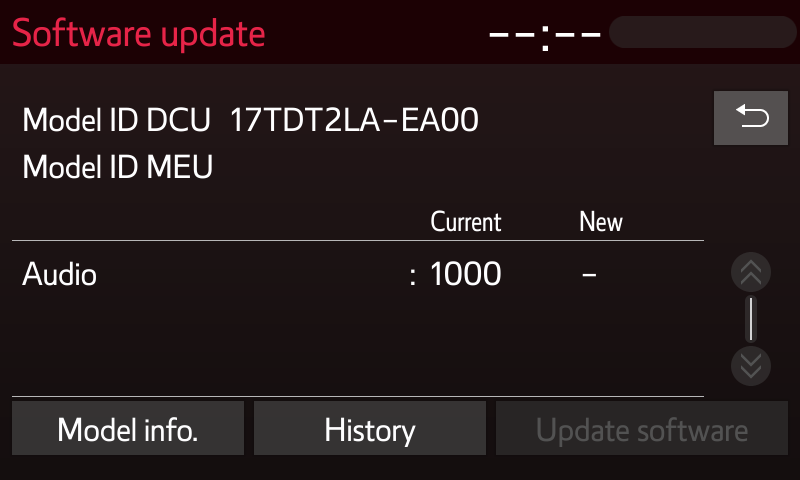 Software update --:--
Model ID DCU 17TDT2LA-EA00
Model ID MEU
Current New
Audio : 1000 -
Model info. History Update software